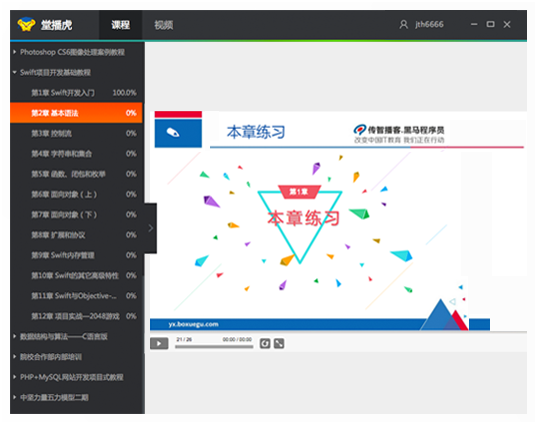 堂播虎 课程 视频 jth6666
Photoshop CS6图像处理案例教程
Swift项目开发基础教程
第1章 Swift开发入门 100.0%
第2章 基本语法 0%
第3章 控制流 0%
第4章 字符串和集合 0%
第5章 函数、闭包和枚举 0%
第6章 面向对象（上） 0%
第7章 面向对象（下） 0%
第8章 扩展和协议 0%
第9章 Swift内存管理 0%
第10章 Swift的其它高级特性 0%
第11章 Swift与Objective-... 0%
第12章 项目实战—2048游戏 0%
数据结构与算法——C语言版
院校合作部内部培训
PHP+MySQL网站开发项目式教程
中层力量五力模型二期
本章练习
传智播客.黑马程序员
改变中国IT教育 我们正在行动
第1章
本章练习
yx.boxuegu.com
21 / 26 00:00 / 00:00